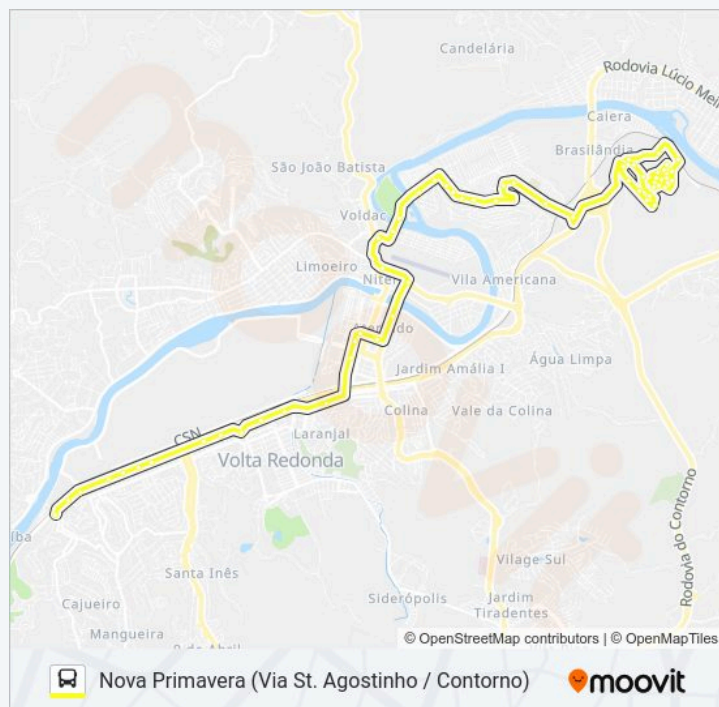 Candelária
Rodovia Lúcio Mei
Caiera
Brasilândia
São João Batista
Voldac
Limoeiro
Vila Americana
Água Limpa
Jardim Amália I
Colina
Vale da Colina
CSN
Laranjal
Volta Redonda
Rodovia do Contorno
Vilage Sul
Santa Inês
Siderópolis
Jardim
Tiradentes
Cajueiro
Mangueira
© OpenStreetMap contributors | © OpenMapTiles
Nova Primavera (Via St. Agostinho / Contorno)
moovit